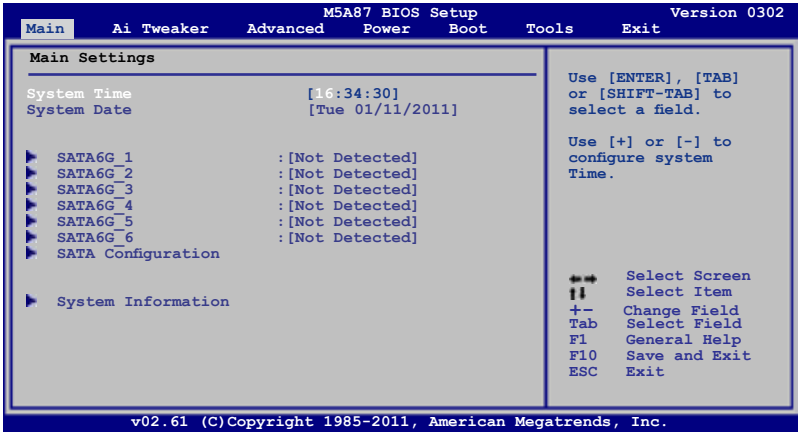 M5A87 BIOS Setup Version 0302
Main Ai Tweaker Advanced Power Boot Tools Exit
Main Settings
System Time [16:34:30]
System Date [Tue 01/11/2011]
SATA6G_1 :[Not Detected]
SATA6G_2 :[Not Detected]
SATA6G_3 :[Not Detected]
SATA6G_4 :[Not Detected]
SATA6G_5 :[Not Detected]
SATA6G_6 :[Not Detected]
SATA Configuration
System Information
Use [ENTER], [TAB]
or [SHIFT-TAB] to
select a field.
Use [+] or [-] to
configure system
Time.
Select Screen
Select Item
+- Change Field
Tab Select Field
F1 General Help
F10 Save and Exit
ESC Exit
v02.61 (C)Copyright 1985-2011, American Megatrends, Inc.